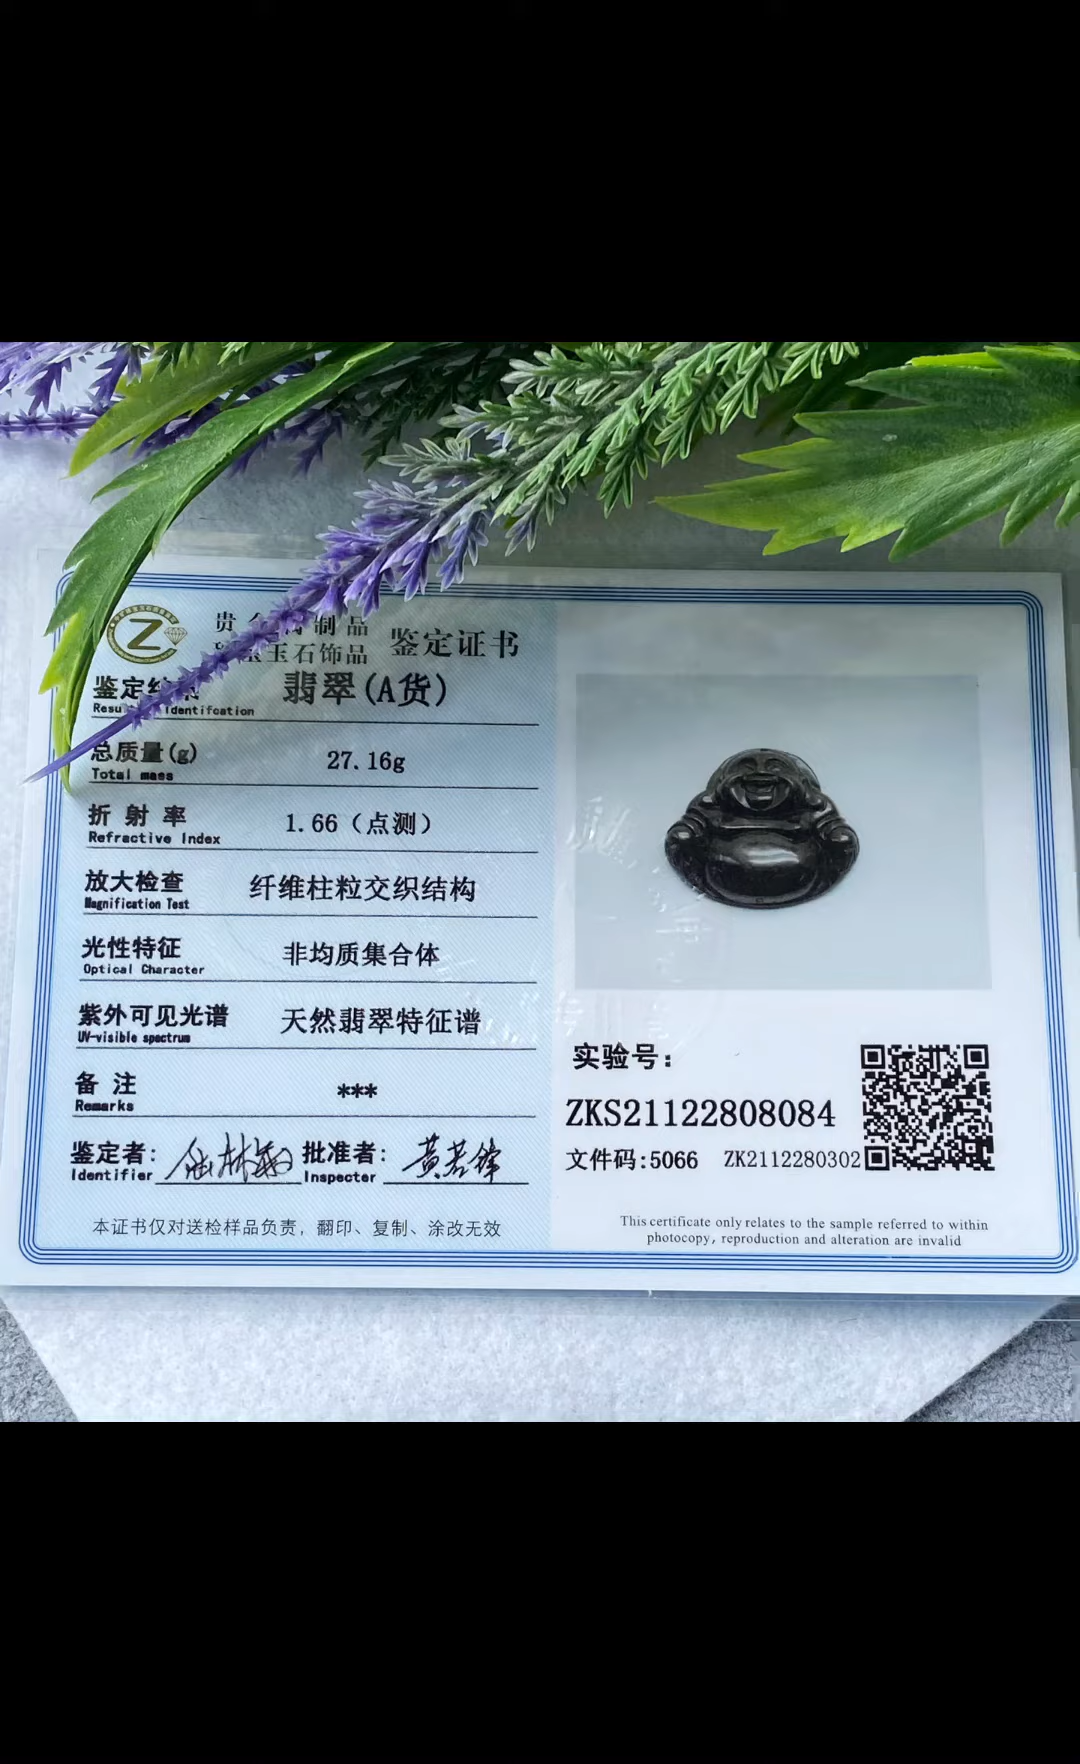 Z
贵 制品
玉石饰品 鉴定证书
鉴定 翡翠(A货)
总质量(g) 27.16g
Total mass
折射率 1.66（点测）
Refractive Index
放大检查 纤维柱粒交织结构
Magnification Test
光性特征 非均质集合体
Optical Character
紫外可见光谱 天然翡翠特征谱
UV-visible spectrum
备注 ***
Remarks
鉴定者: 批准者: 黄若锋
Identifier Inspecter
本证书仅对送检样品负责，翻印、复制、涂改无效
实验号:
ZKS21122808084
文件码:5066 ZK2112280302
This certificate only relates to the sample referred to within
photocopy, reproduction and alteration are invalid